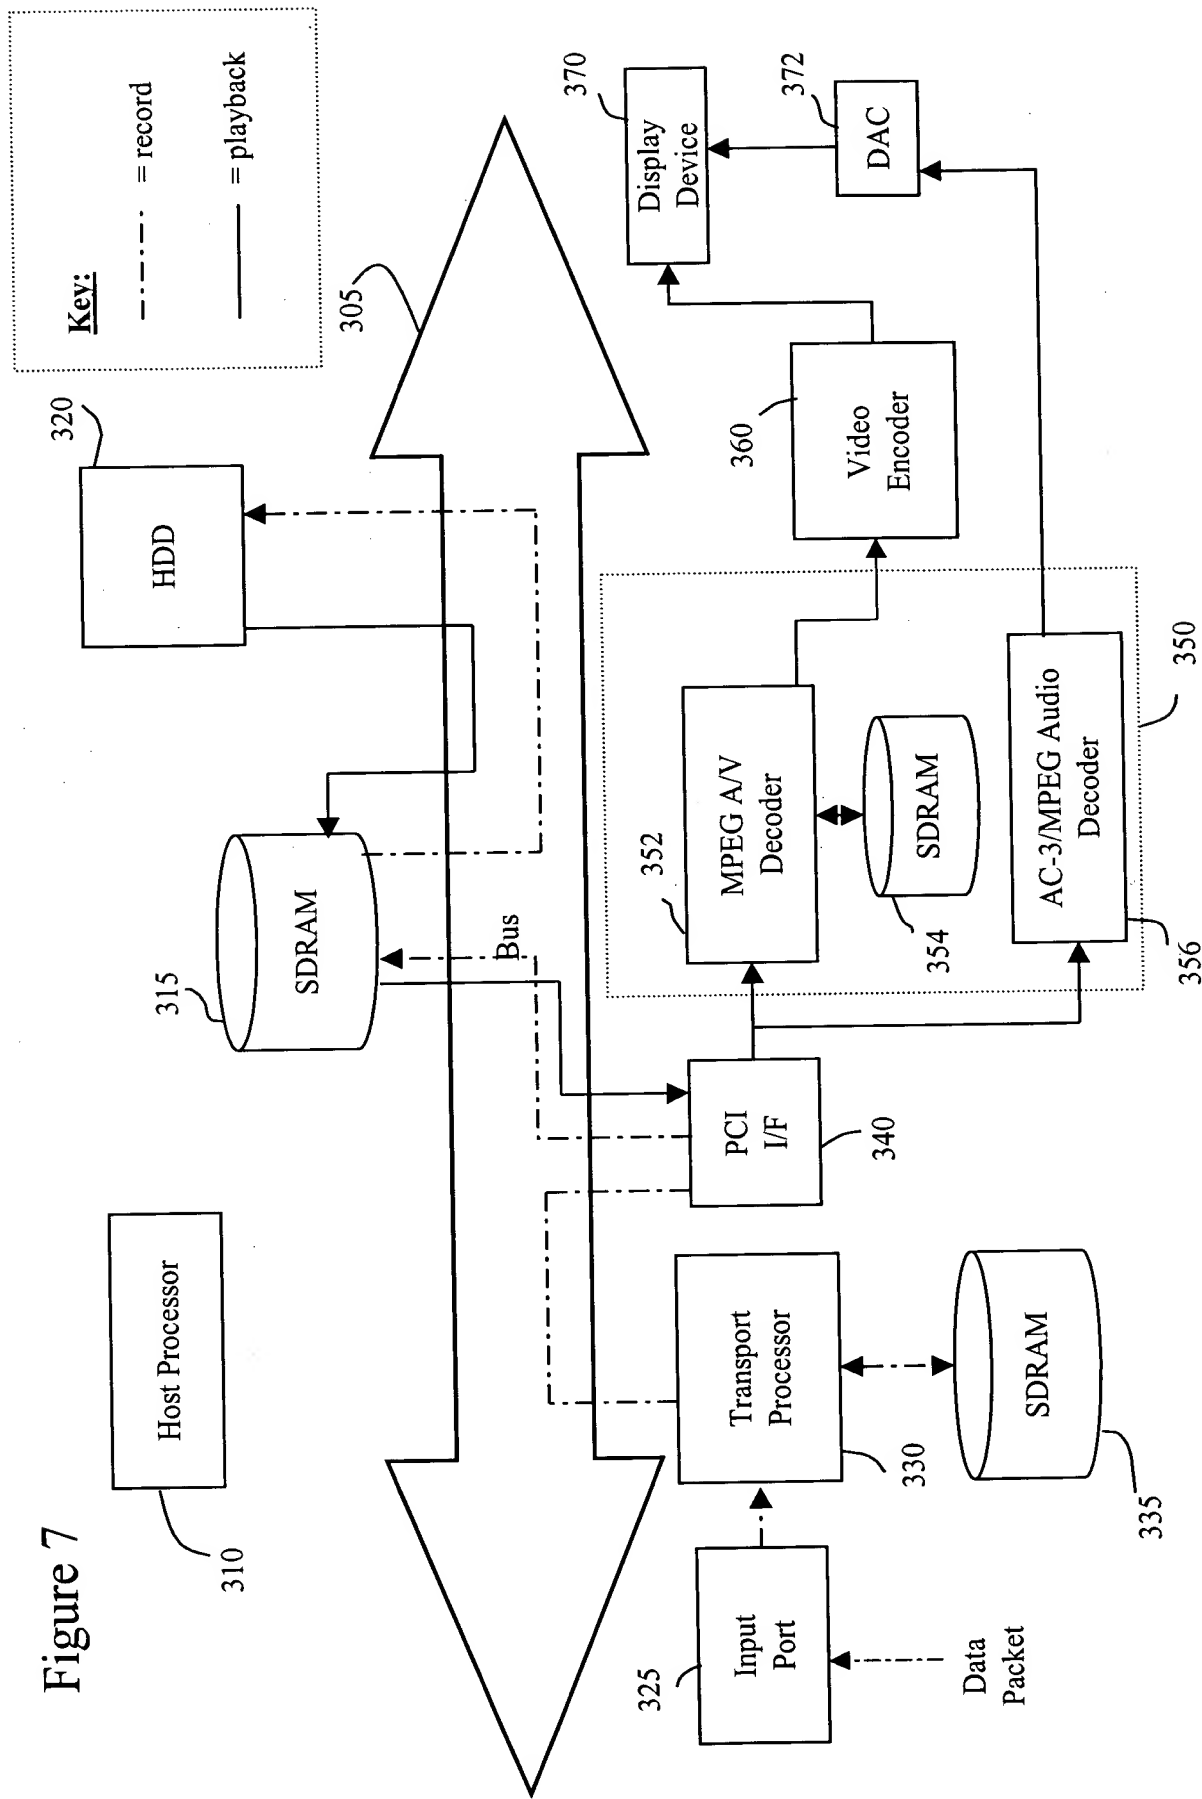 Figure 7
310
Host Processor
315
SDRAM
320
HDD
Key:
= record
= playback
305
Bus
325
Input
Port
Data
Packet
330
Transport
Processor
335
SDRAM
340
PCI
I/F
352
MPEG A/V
Decoder
354
SDRAM
356
AC-3/MPEG Audio
Decoder
350
360
Video
Encoder
370
Display
Device
372
DAC